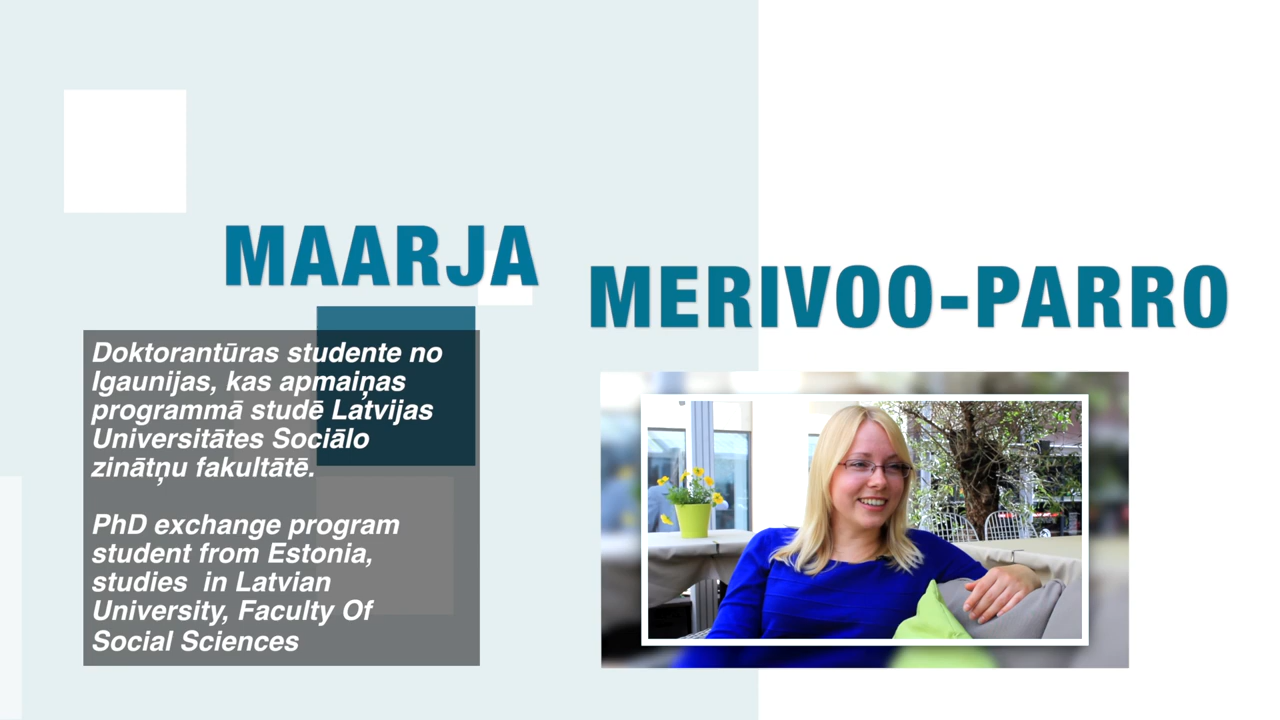 MAARJA
MERIVOO-PARRO
Doktorantūras studente no
Igaunijas, kas apmaiņas
programmā studē Latvijas
Universitātes Sociālo
zinātņu fakultātē.
PhD exchange program
student from Estonia,
studies  in Latvian
University, Faculty Of
Social Sciences